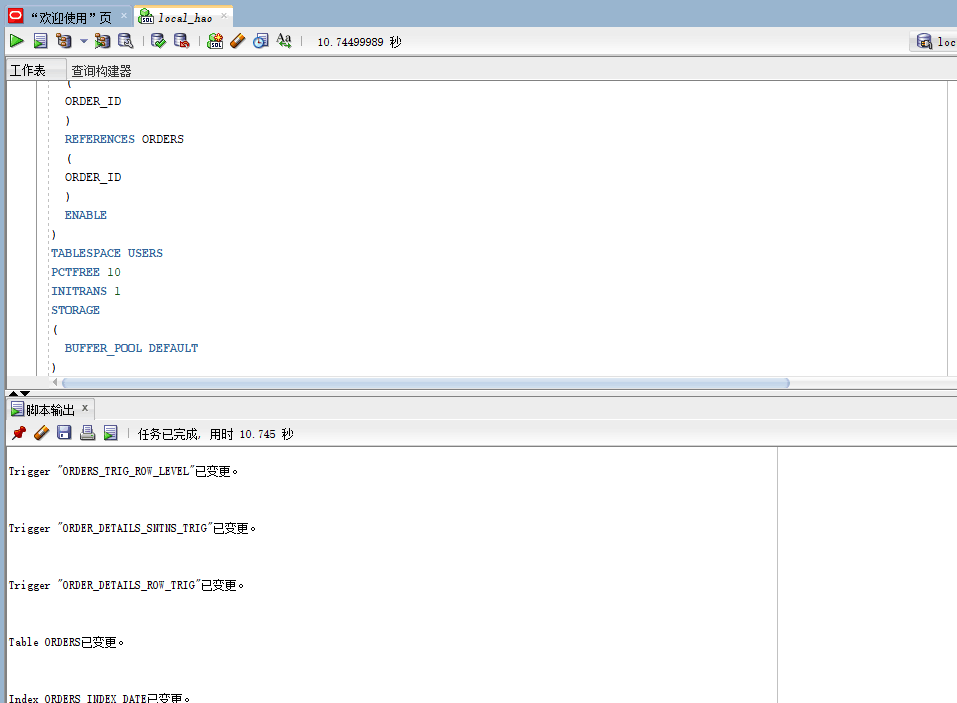 “欢迎使用”页
local_hao
10.74499989 秒
loc
工作表
查询构建器
(
ORDER_ID
)
REFERENCES ORDERS
(
ORDER_ID
)
ENABLE
)
TABLESPACE USERS
PCTFREE 10
INITRANS 1
STORAGE
(
BUFFER_POOL DEFAULT
)
脚本输出 x
任务已完成, 用时 10.745 秒
Trigger "ORDERS_TRIG_ROW_LEVEL"已变更。
Trigger "ORDER_DETAILS_SNTNS_TRIG"已变更。
Trigger "ORDER_DETAILS_ROW_TRIG"已变更。
Table ORDERS已变更。
Index ORDERS_INDEX_DATE已变更。